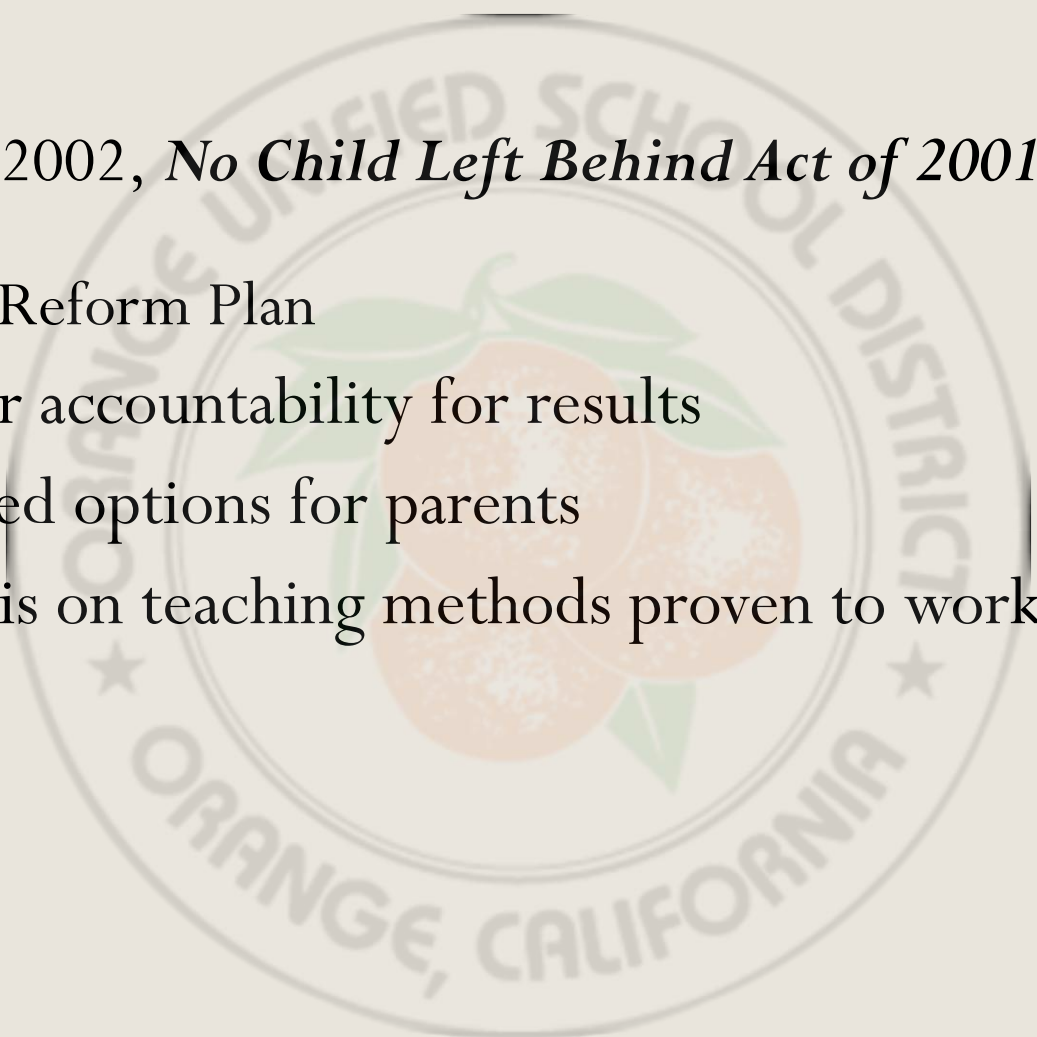 2002, No Child Left Behind Act of 2001
Reform Plan
r accountability for results
ed options for parents
is on teaching methods proven to work
ORANGE UNIFIED SCHOOL DISTRICT
ORANGE, CALIFORNIA